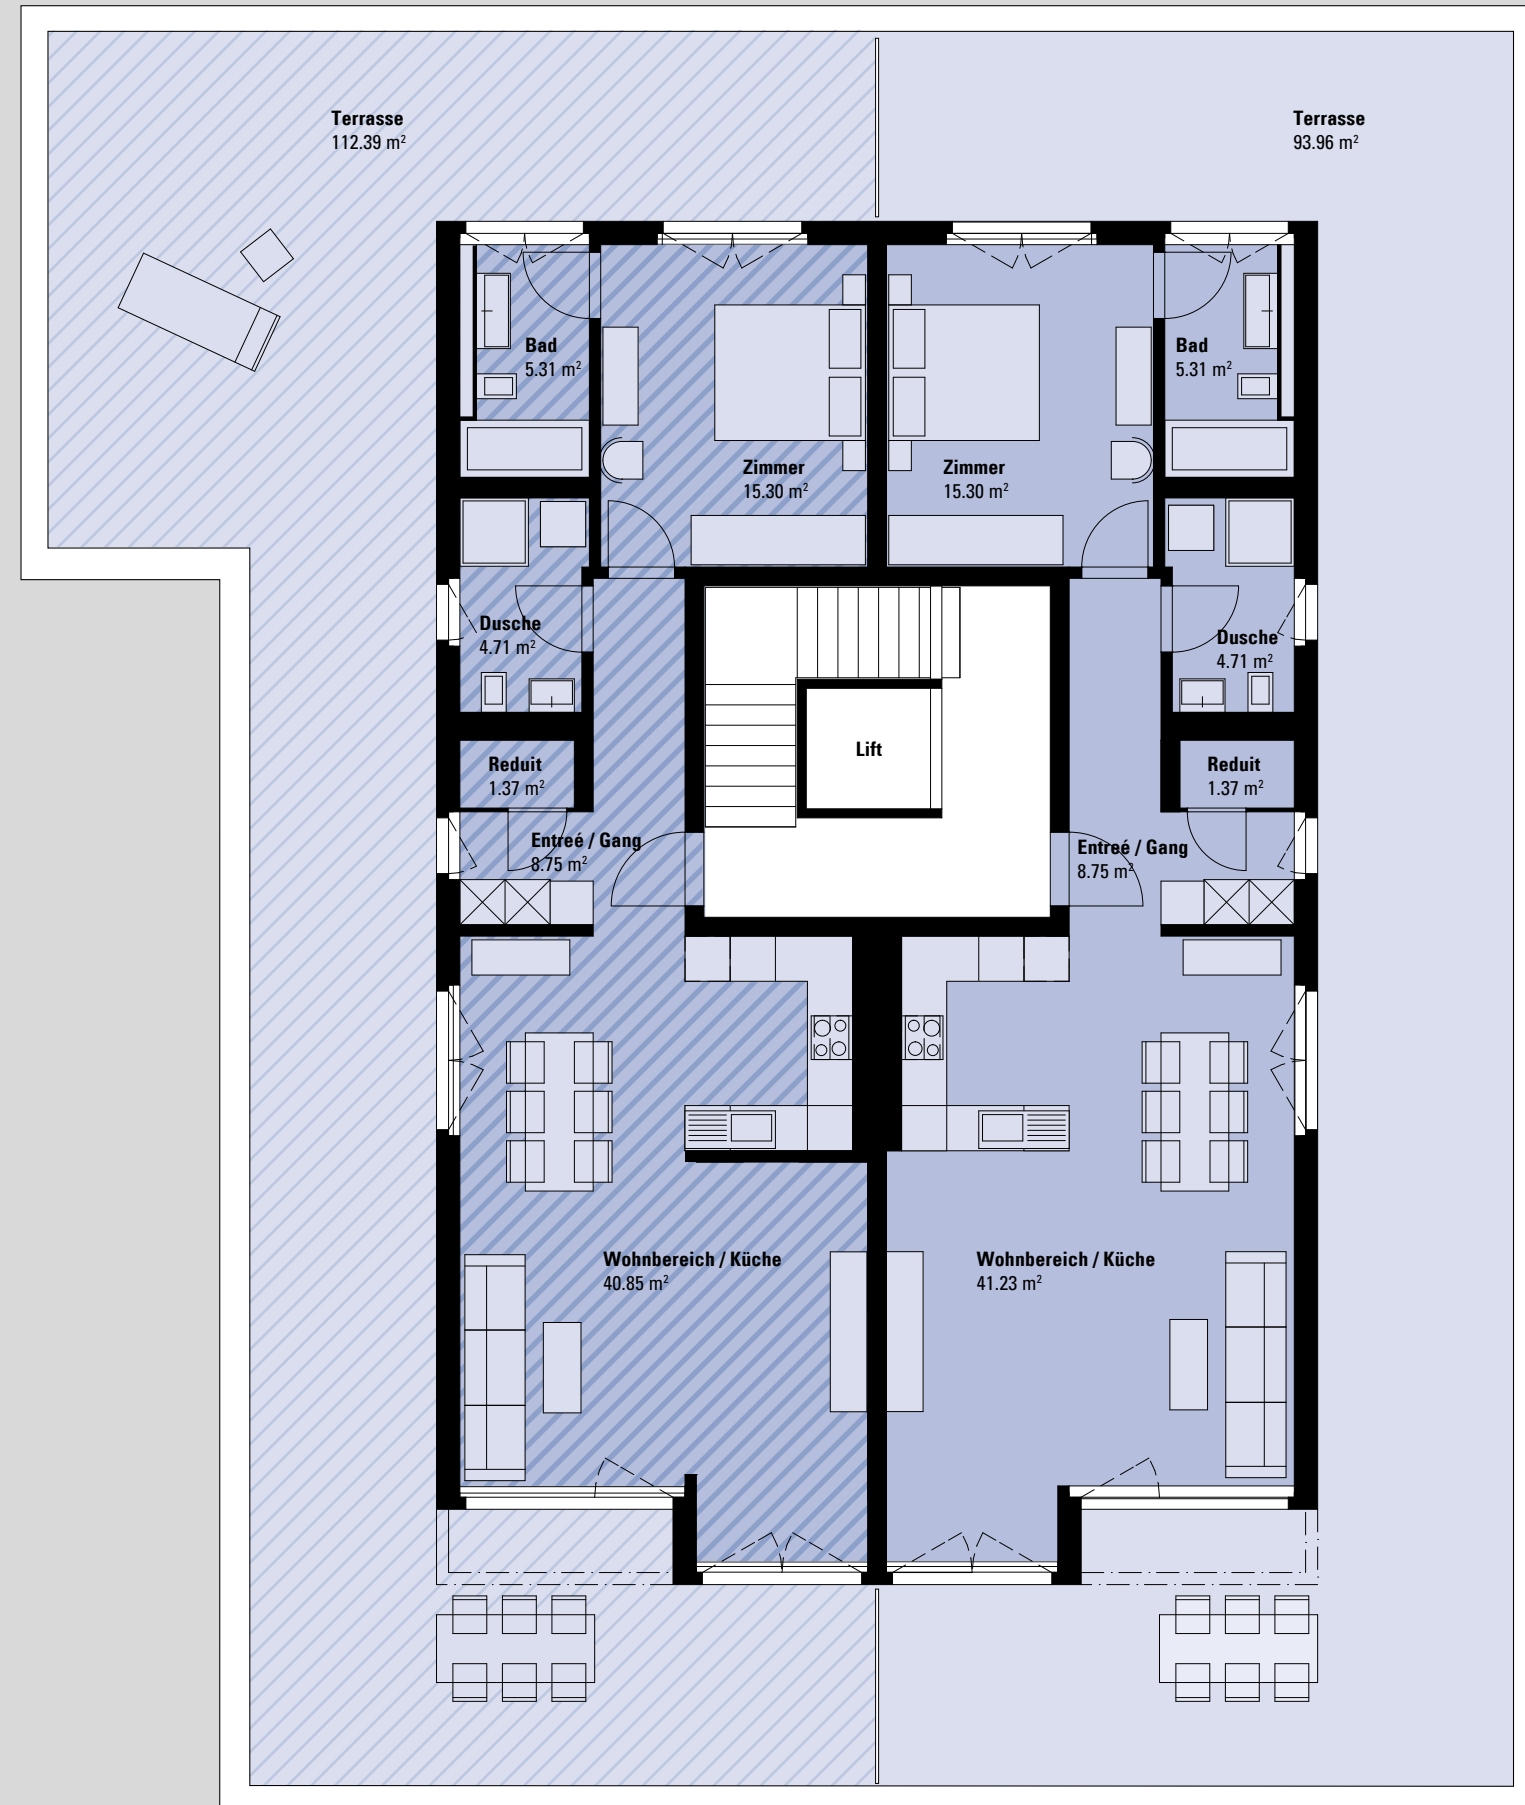 Terrasse
112.39 m²
Terrasse
93.96 m²
Bad
5.31 m²
Bad
5.31 m²
Zimmer
15.30 m²
Zimmer
15.30 m²
Dusche
4.71 m²
Dusche
4.71 m²
Lift
Reduit
1.37 m²
Reduit
1.37 m²
Entreé / Gang
8.75 m²
Entreé / Gang
8.75 m²
Wohnbereich / Küche
40.85 m²
Wohnbereich / Küche
41.23 m²